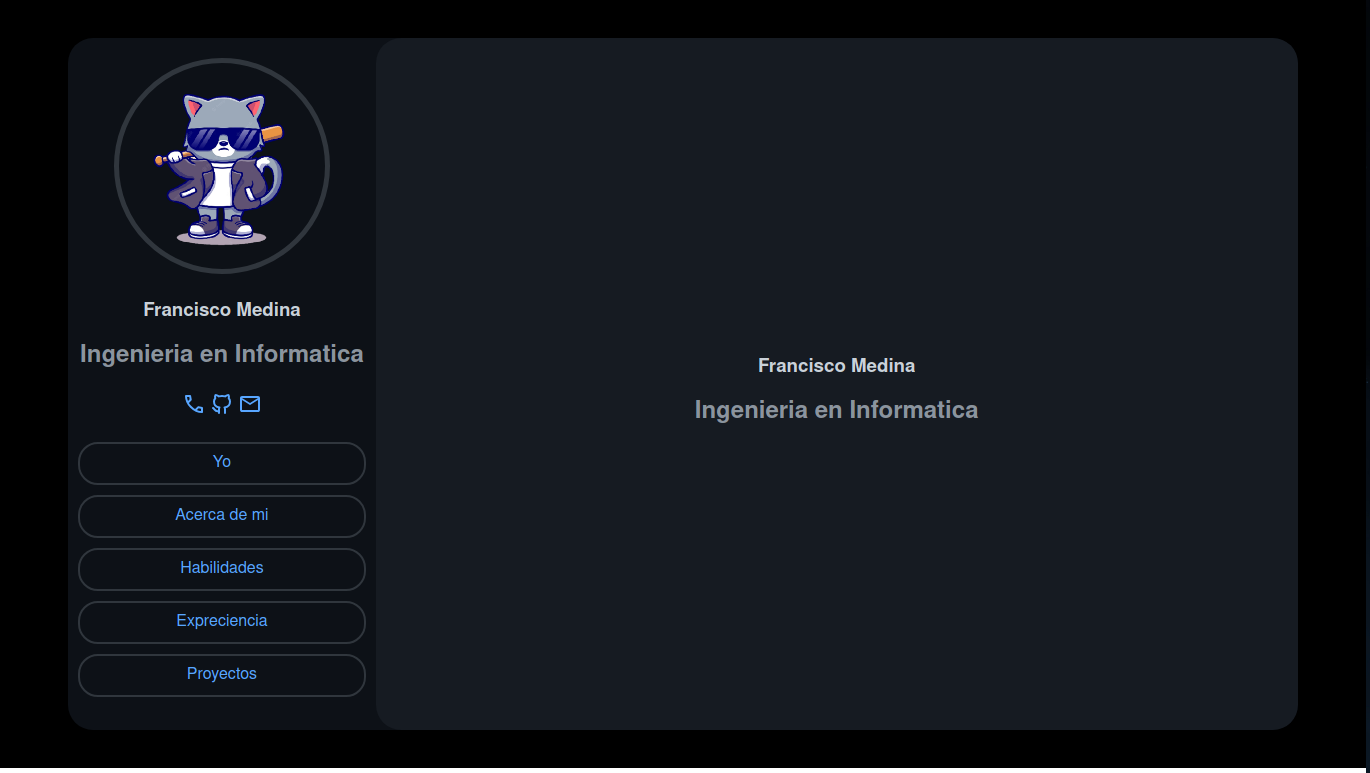 Francisco Medina
Ingenieria en Informatica
Yo
Acerca de mi
Habilidades
Expreciencia
Proyectos
Francisco Medina
Ingenieria en Informatica